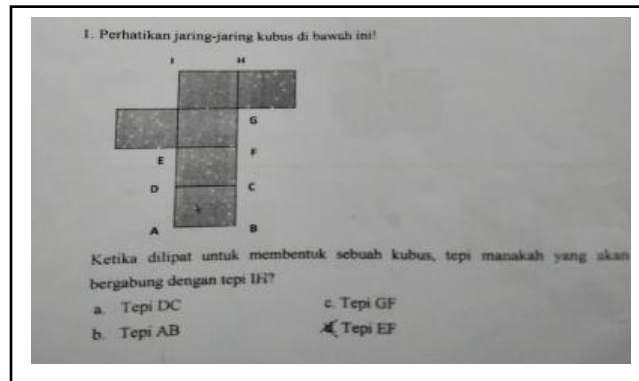 1. Perhatikan jaring-jaring kubus di bawah ini!
I H
G
E F
D C
A B
Ketika dilipat untuk membentuk sebuah kubus, tepi manakah yang akan
bergabung dengan tepi IH?
a. Tepi DC c. Tepi GF
b. Tepi AB d. Tepi EF